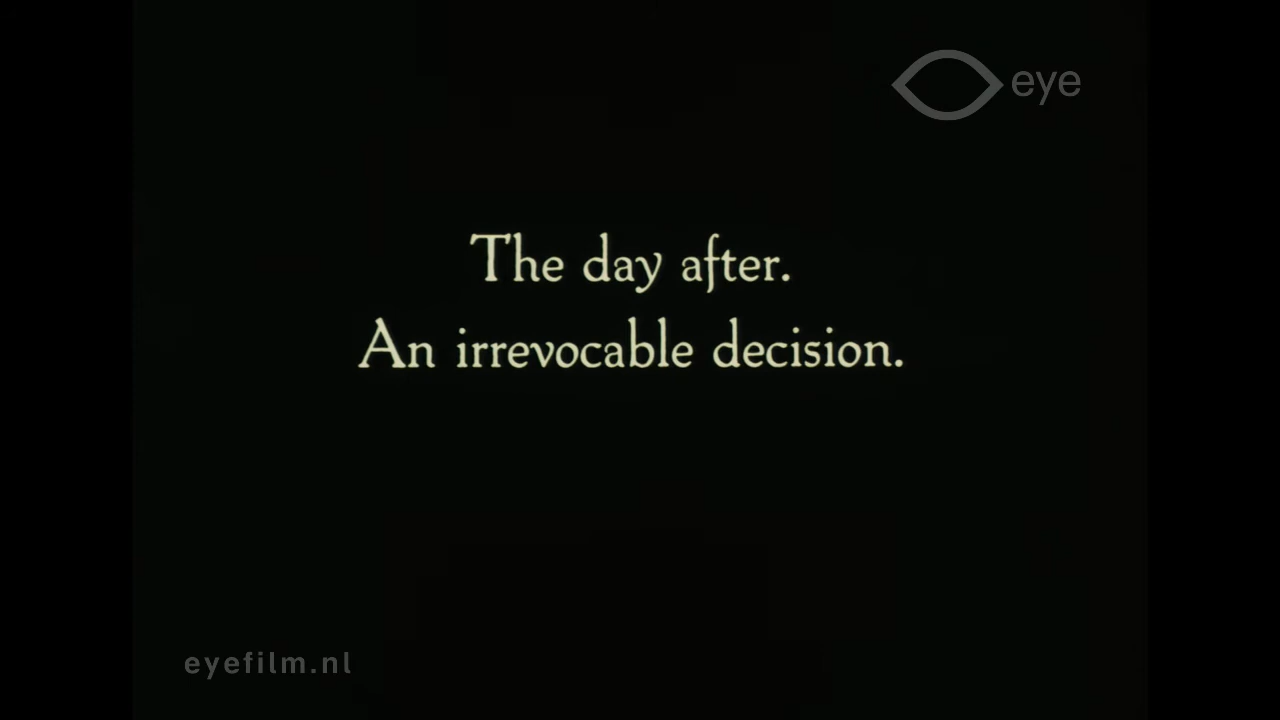 eye
The day after.
An irrevocable decision.
eyefilm.nl